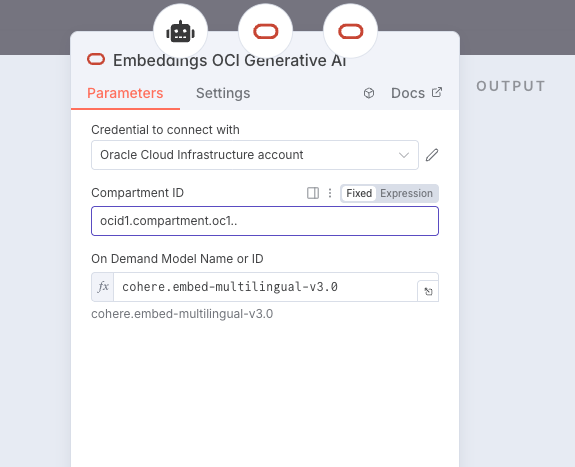 Embeddings OCI Generative AI
Parameters
Settings
Docs
OUTPUT
Credential to connect with
Oracle Cloud Infrastructure account
Compartment ID
Fixed
Expression
ocid1.compartment.oc1..
On Demand Model Name or ID
fx
cohere.embed-multilingual-v3.0
cohere.embed-multilingual-v3.0